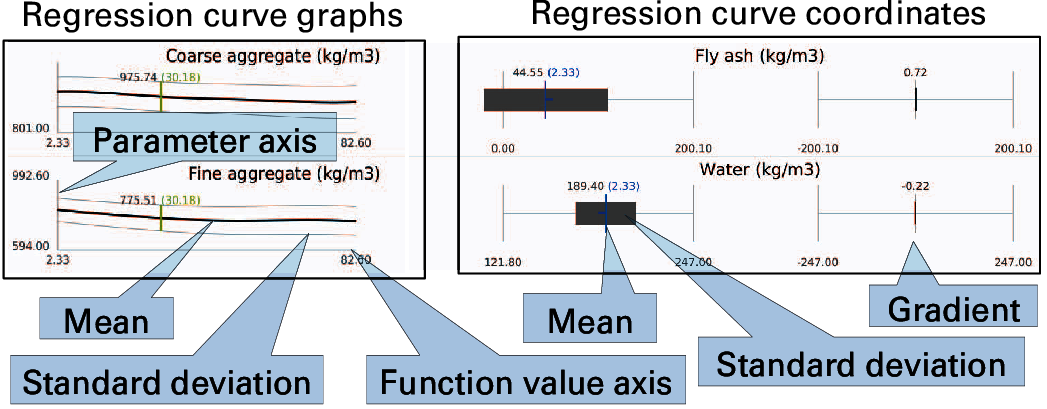 Regression curve graphs
Regression curve coordinates
Coarse aggregate (kg/m3)
975.74 (30.18)
801.00
2.33
82.60
Parameter axis
992.60
Fine aggregate (kg/m3)
775.51 (30.18)
594.00
2.33
82.60
Fly ash (kg/m3)
44.55 (2.33)
0.72
0.00
200.10
-200.10
200.10
Water (kg/m3)
189.40 (2.33)
-0.22
121.80
247.00
-247.00
247.00
Mean
Mean
Gradient
Standard deviation
Function value axis
Standard deviation